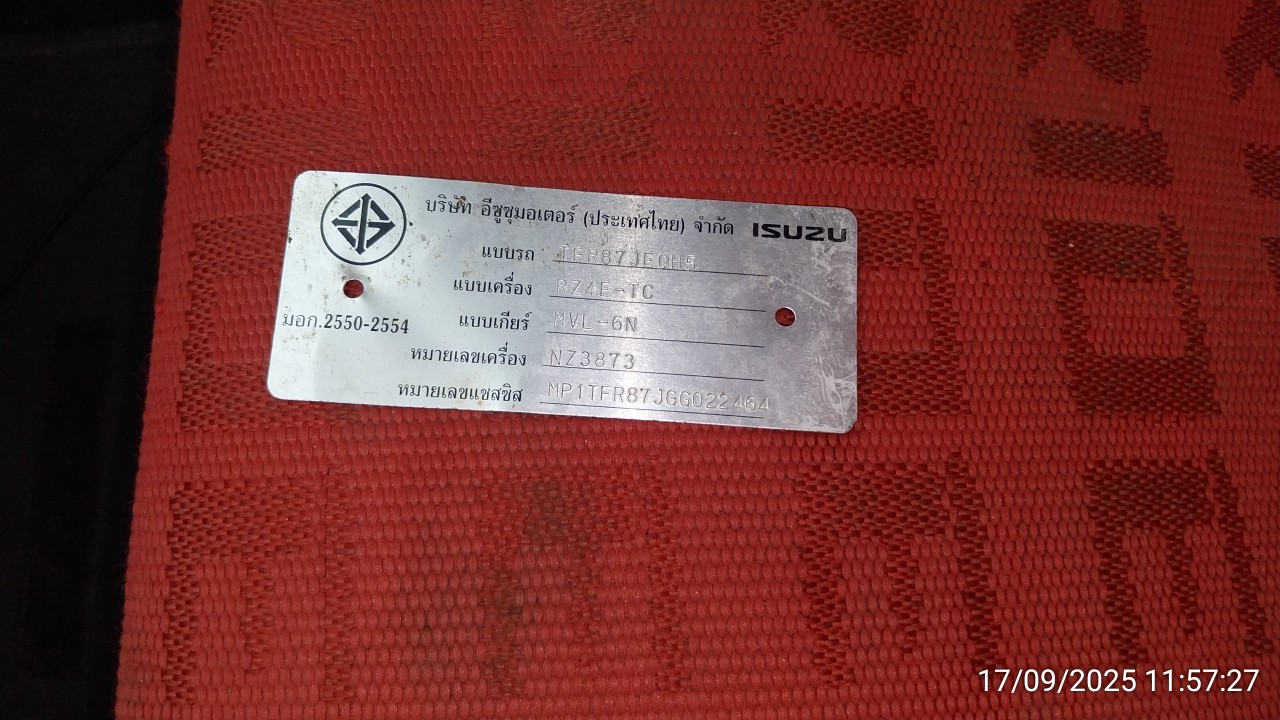 บริษัท อีซูซุมอเตอร์ (ประเทศไทย) จำกัด ISUZU
แบบรถ TFR87JEQH5
แบบเครื่อง RZ4E-TC
มอก.2550-2554 แบบเกียร์ MVL-6N
หมายเลขเครื่อง NZ3873
หมายเลขแชสซิส MP1TFR87JGG022464
17/09/2025 11:57:27